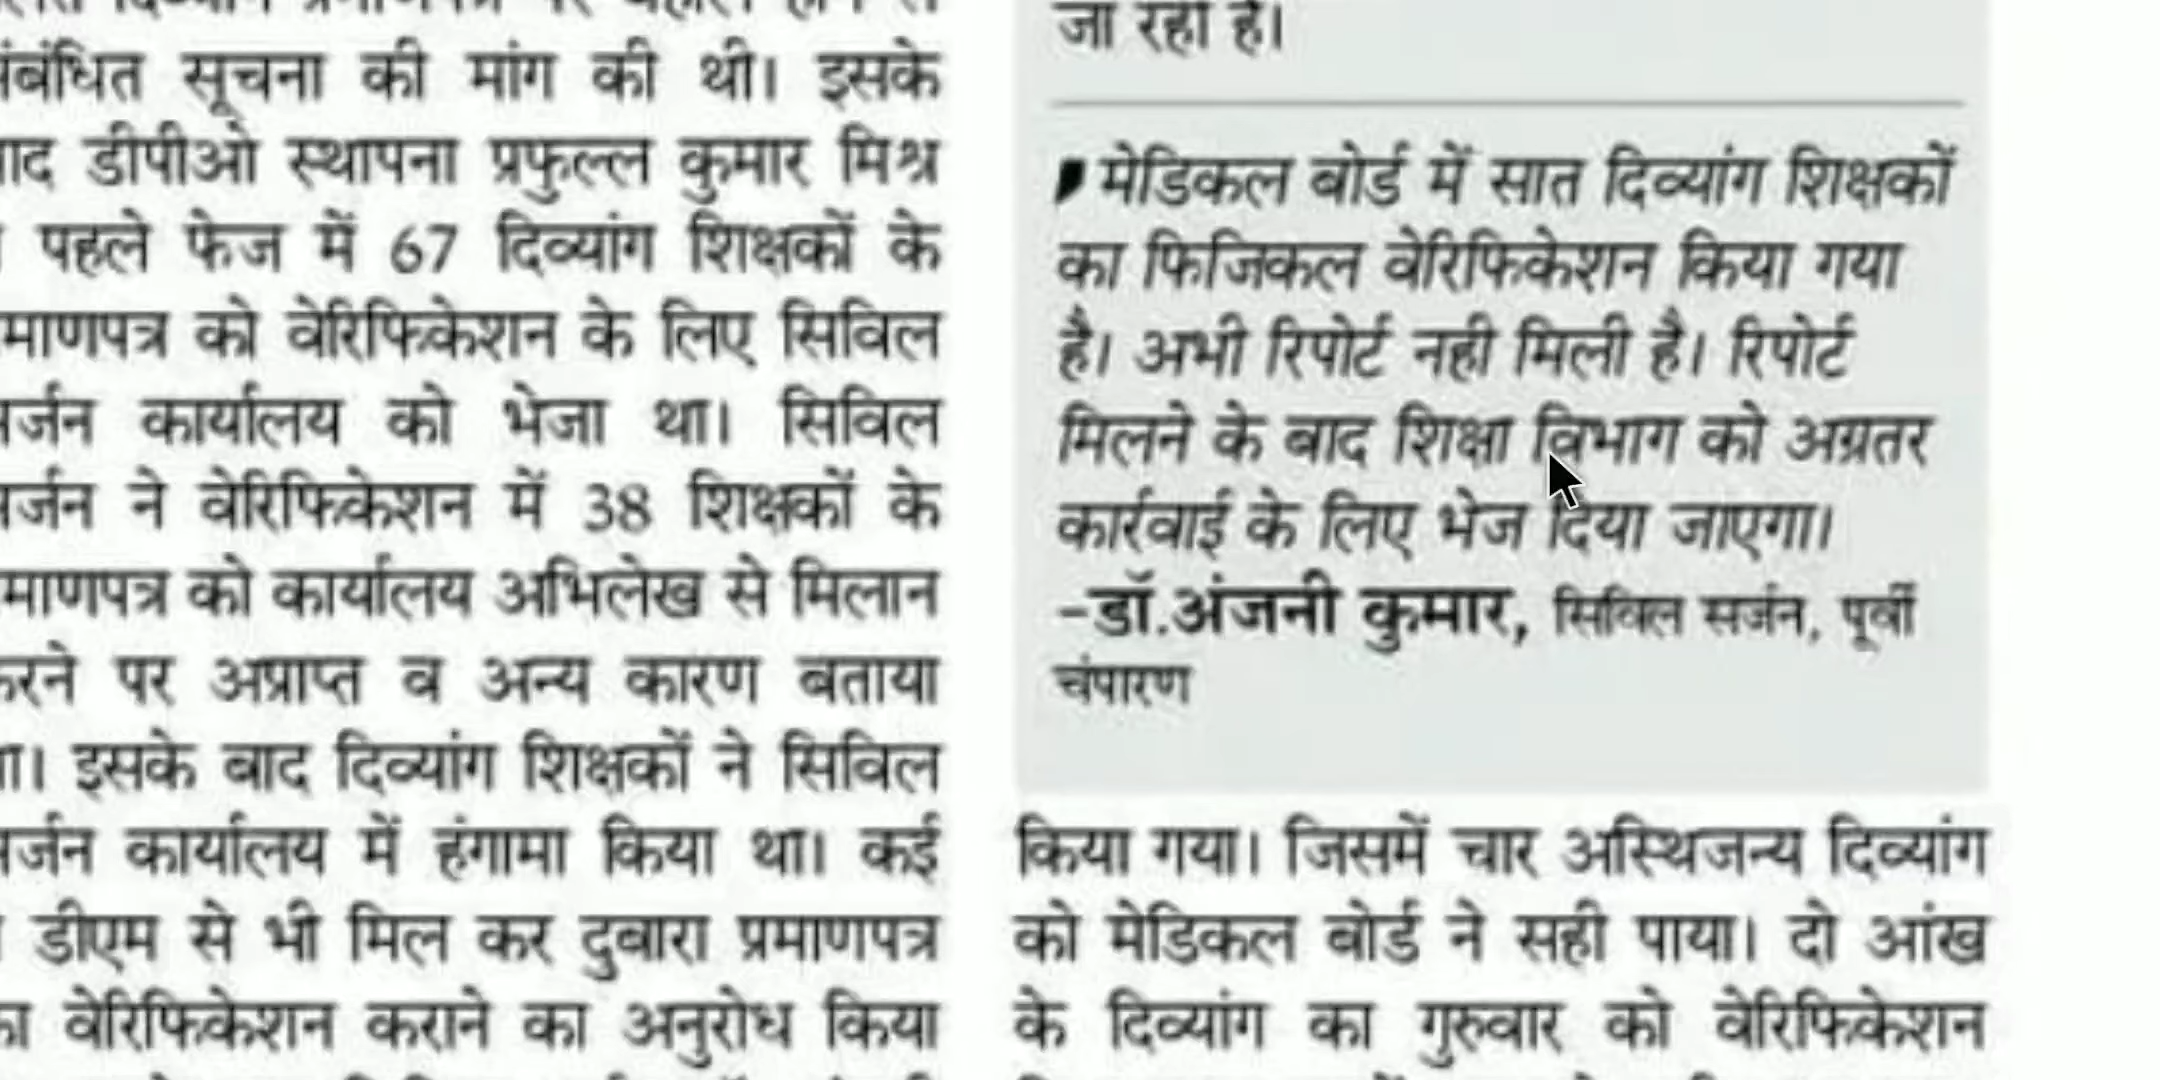 संबंधित सूचना की मांग की थी। इसके
बाद डीपीओ स्थापना प्रफुल्ल कुमार मिश्र
पहले फेज में 67 दिव्यांग शिक्षकों के
प्रमाणपत्र को वेरिफिकेशन के लिए सिविल
सर्जन कार्यालय को भेजा था। सिविल
सर्जन ने वेरिफिकेशन में 38 शिक्षकों के
प्रमाणपत्र को कार्यालय अभिलेख से मिलान
करने पर अप्राप्त व अन्य कारण बताया
था। इसके बाद दिव्यांग शिक्षकों ने सिविल
सर्जन कार्यालय में हंगामा किया था। कई
डीएम से भी मिल कर दुबारा प्रमाणपत्र
का वेरिफिकेशन कराने का अनुरोध किया
जा रहा है।
मेडिकल बोर्ड में सात दिव्यांग शिक्षकों
का फिजिकल वेरिफिकेशन किया गया
है। अभी रिपोर्ट नही मिली है। रिपोर्ट
मिलने के बाद शिक्षा विभाग को अग्रतर
कार्रवाई के लिए भेज दिया जाएगा।
-डॉ.अंजनी कुमार, सिविल सर्जन, पूर्वी
चंपारण
किया गया। जिसमें चार अस्थिजन्य दिव्यांग
को मेडिकल बोर्ड ने सही पाया। दो आंख
के दिव्यांग का गुरुवार को वेरिफिकेशन